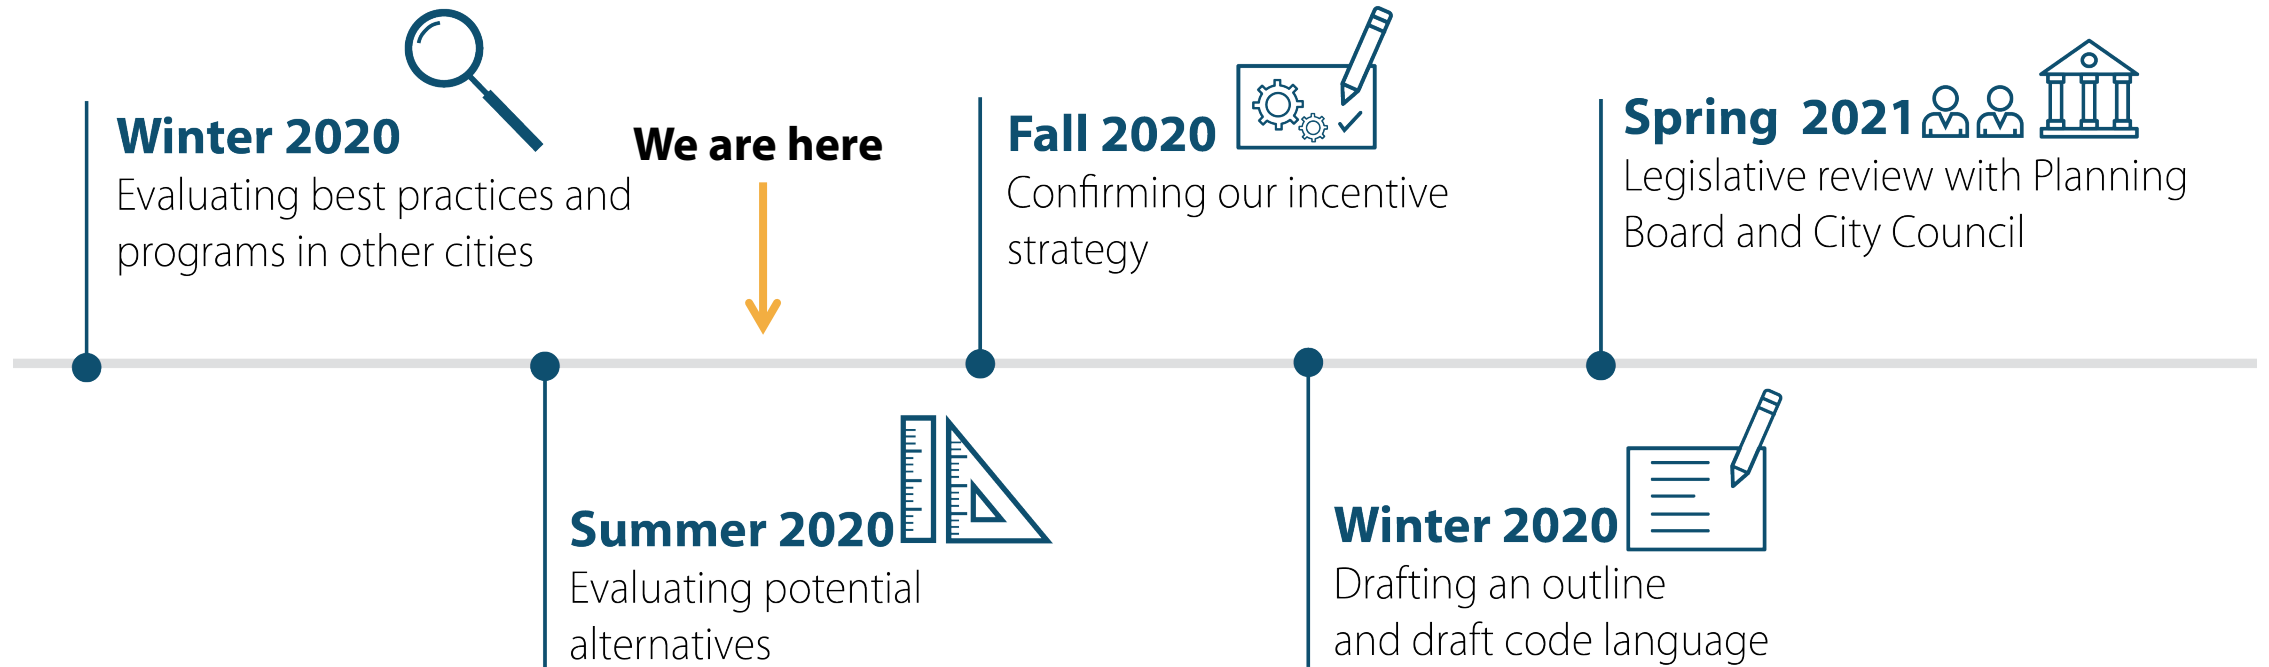 Winter 2020
Evaluating best practices and
programs in other cities
We are here
Fall 2020
Confirming our incentive
strategy
Spring 2021
Legislative review with Planning
Board and City Council
Summer 2020
Evaluating potential
alternatives
Winter 2020
Drafting an outline
and draft code language